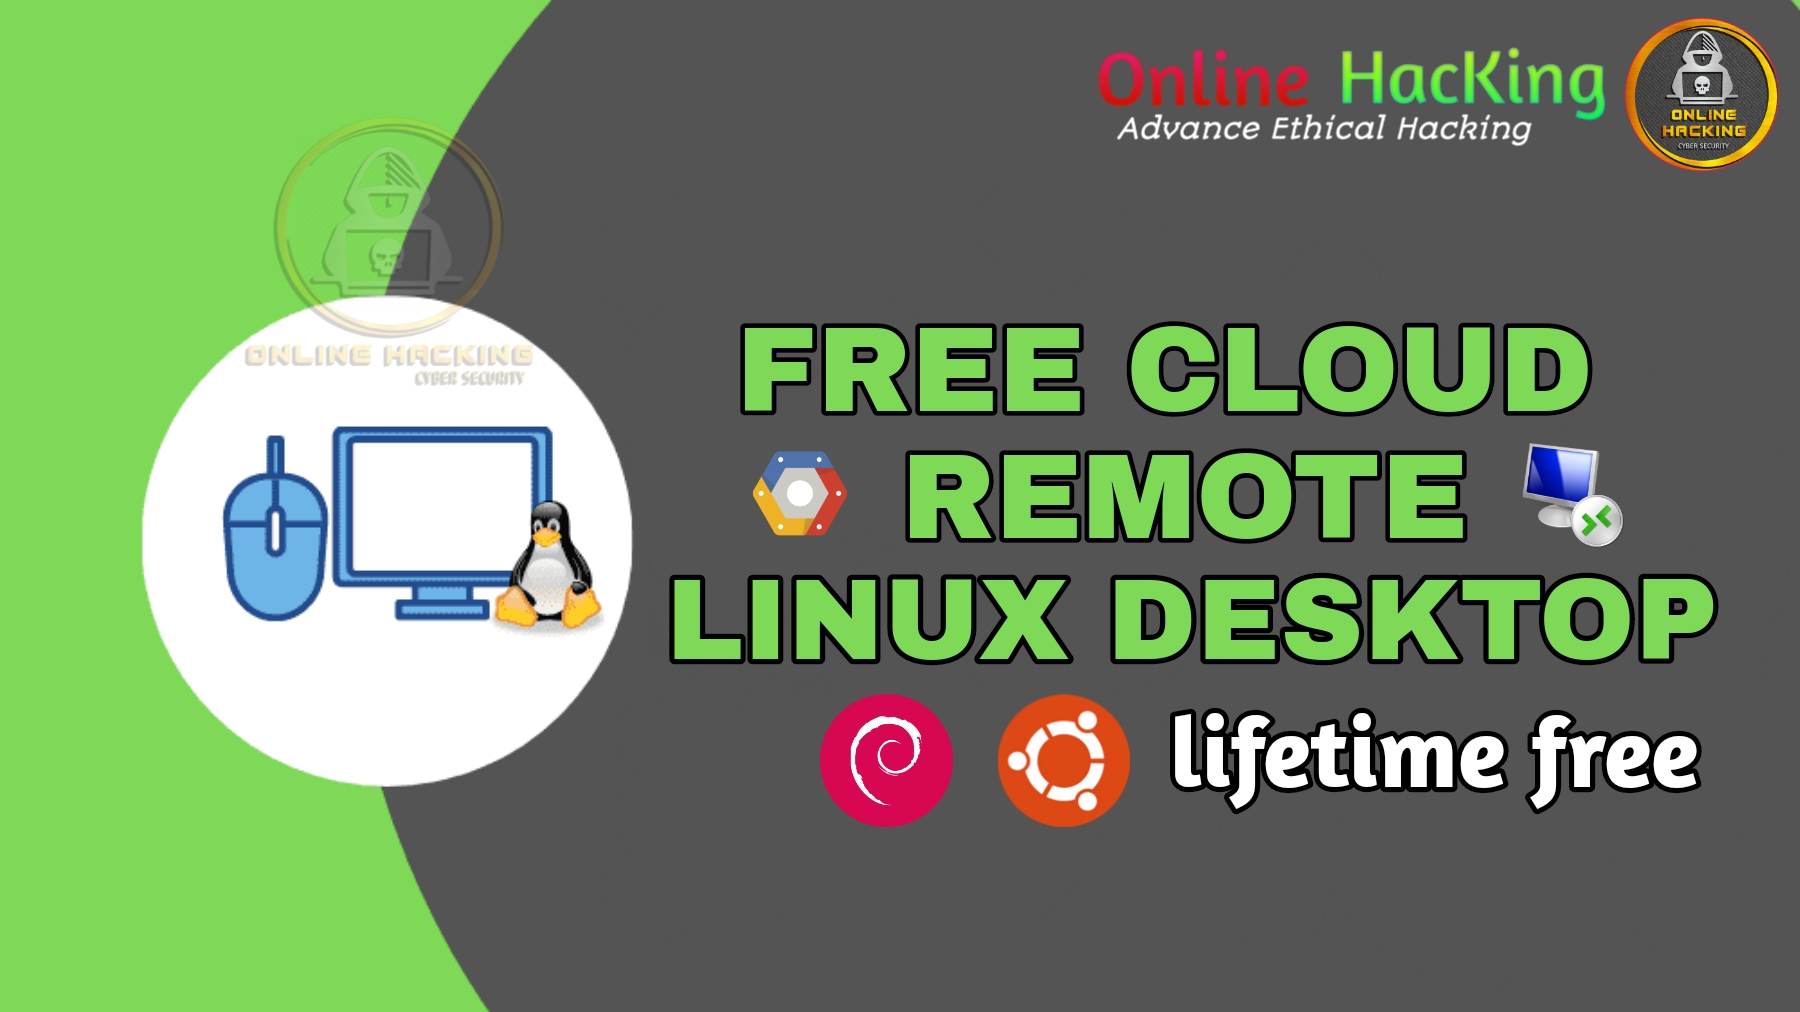 Online HacKing
Advance Ethical Hacking
ONLINE
HACKING
CYBER SECURITY
ONLINE HACKING
CYBER SECURITY
FREE CLOUD
REMOTE
LINUX DESKTOP
lifetime free